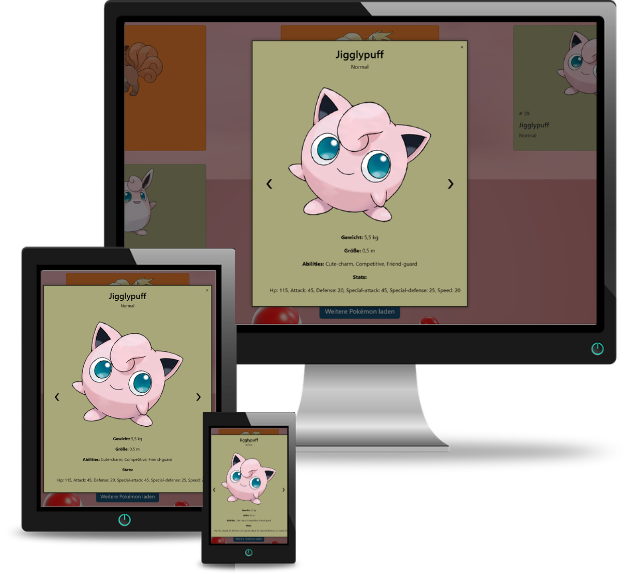 ×
Jigglypuff
Normal
# 39
Jigglypuff
Normal
Gewicht: 5,5 kg
Größe: 0,5 m
Abilities: Cute-charm, Competitive, Friend-guard
Stats:
Hp: 115, Attack: 45, Defense: 20, Special-attack: 45, Special-defense: 25, Speed: 20
Weitere Pokémon laden
×
Jigglypuff
Normal
Gewicht: 5,5 kg
Größe: 0,5 m
Abilities: Cute-charm, Competitive, Friend-guard
Stats:
Hp: 115, Attack: 45, Defense: 20, Special-attack: 45, Special-defense: 25, Speed:
Weitere Pokémon laden
Jigglypuff